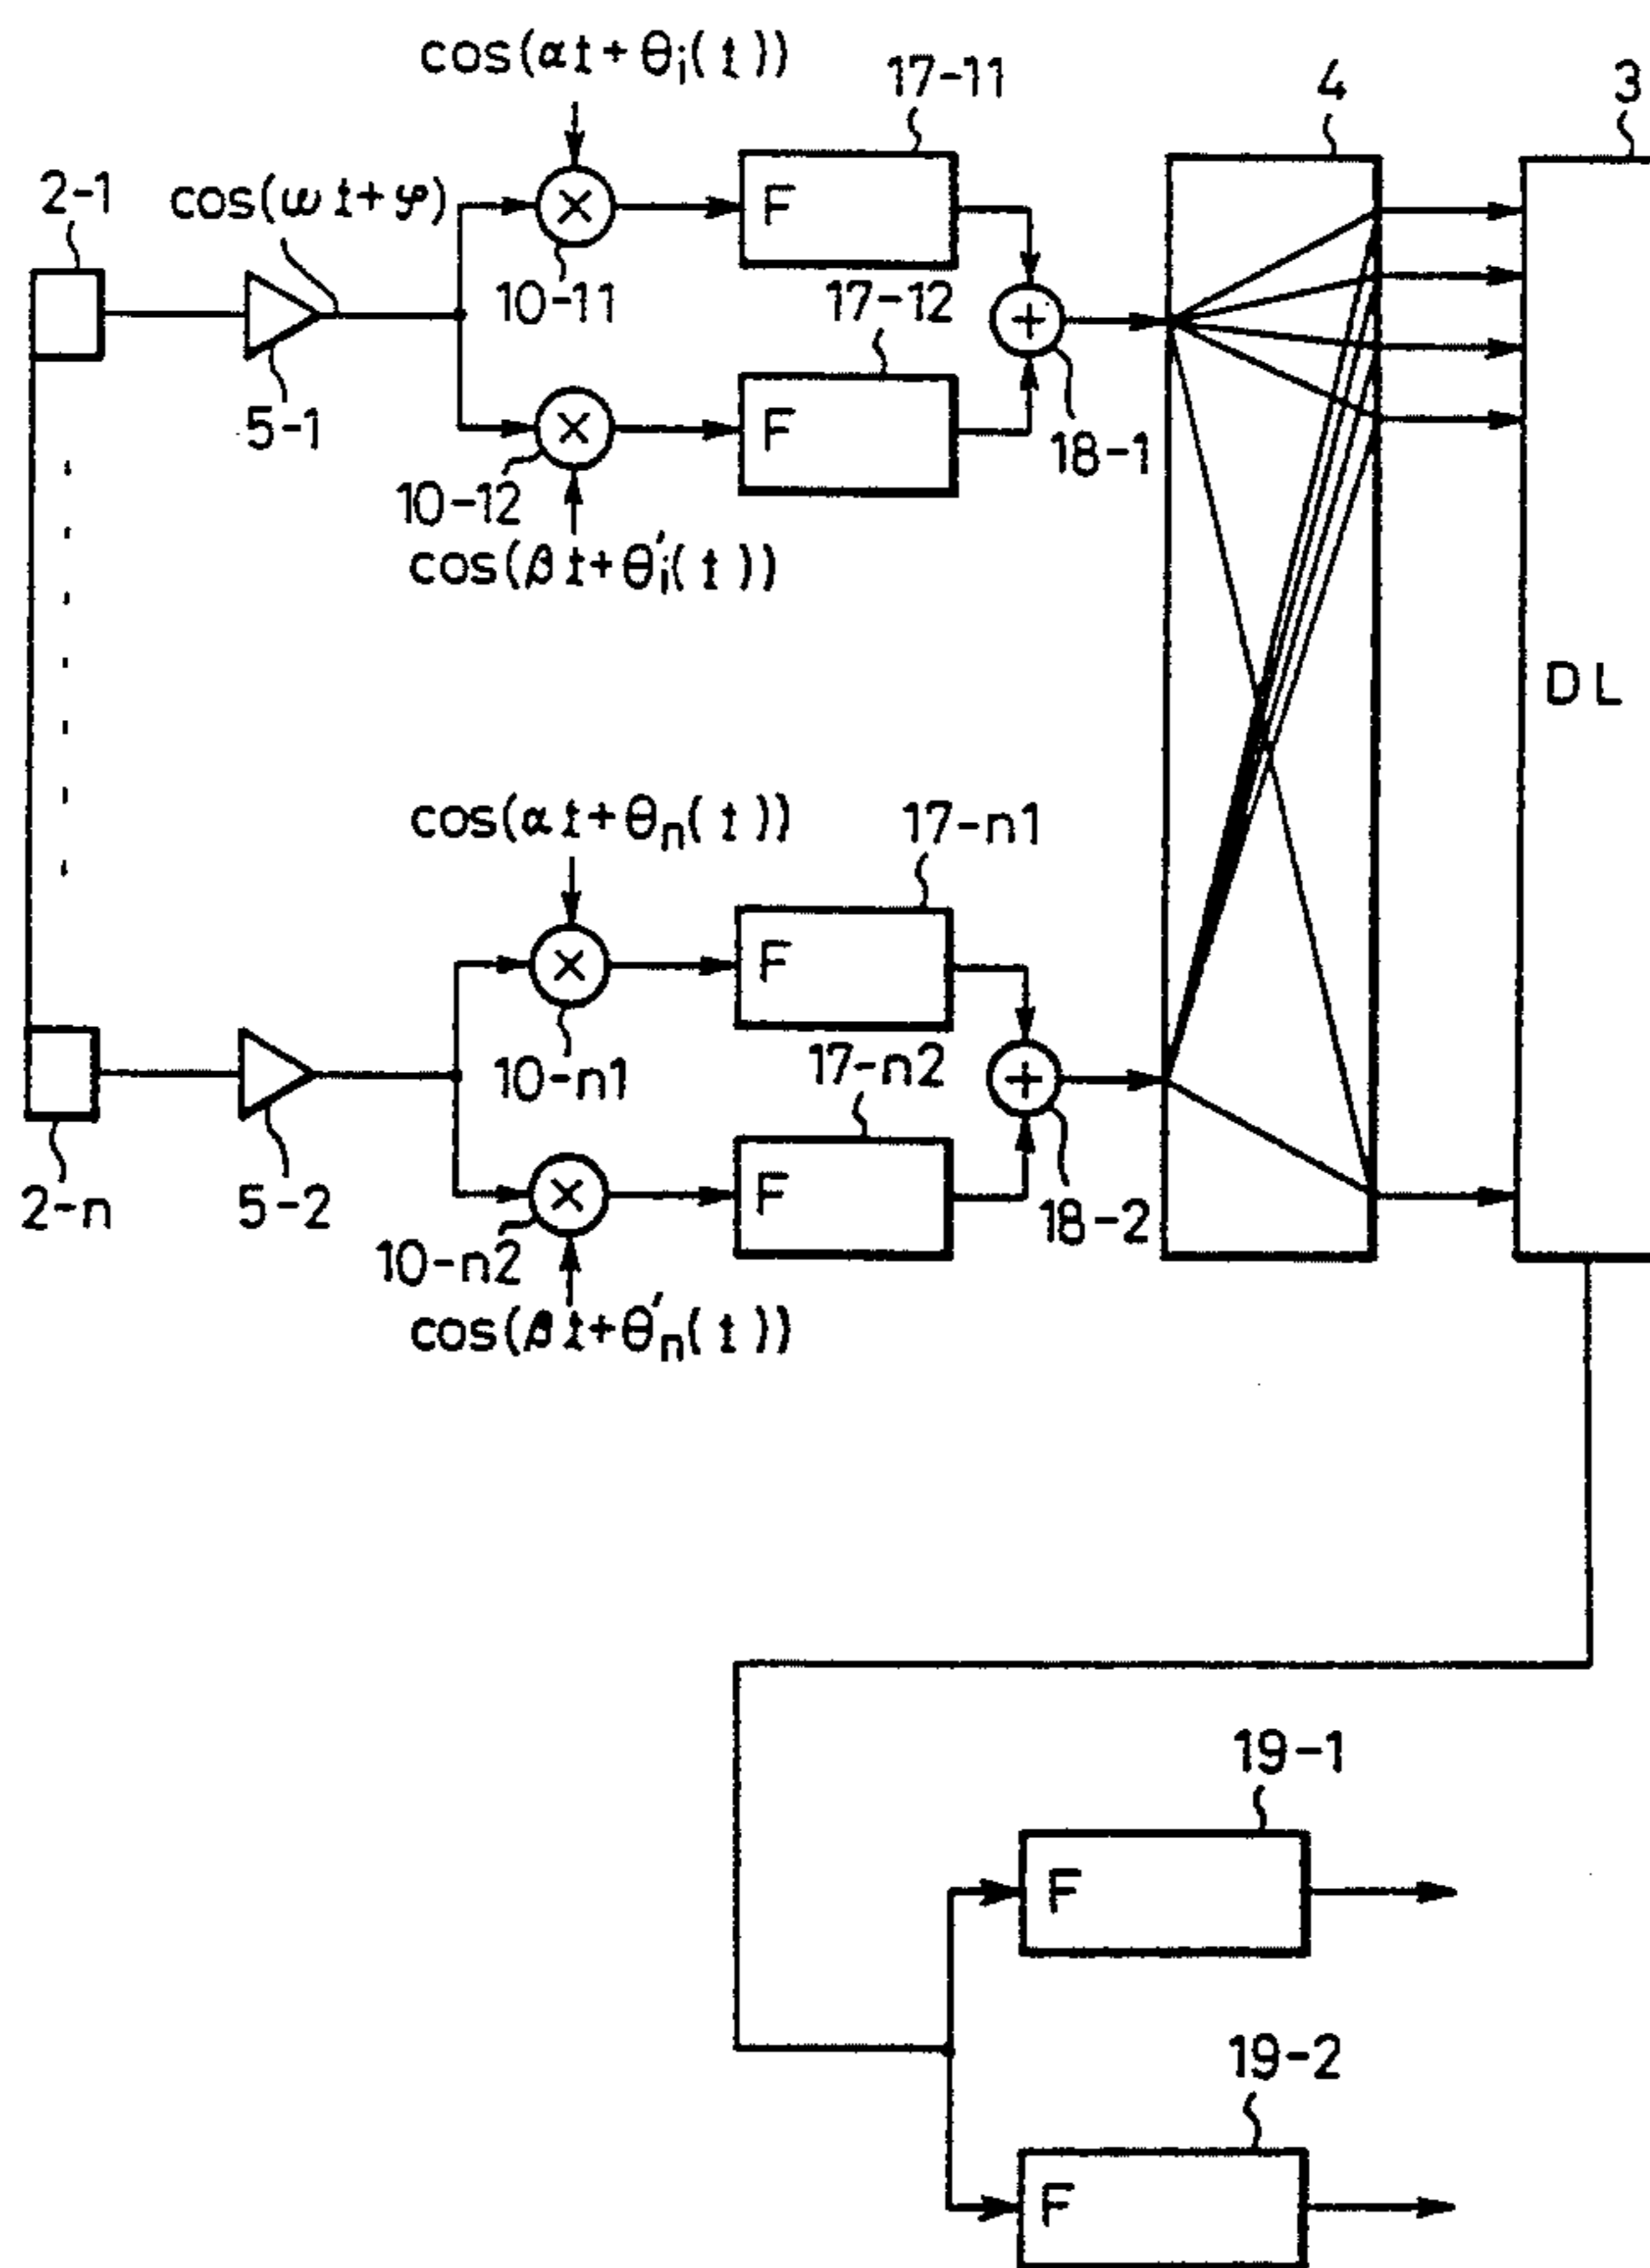 cos(αt+θi(t))
17-11
4
3
2-1
cos(ωt+φ)
×
F
10-11
17-12
+
5-1
×
F
18-1
10-12
cos(βt+θ'i(t))
DL
cos(αt+θn(t))
17-n1
×
F
10-n1
17-n2
+
2-n
5-2
×
F
18-2
10-n2
cos(βt+θ'n(t))
19-1
F
19-2
F